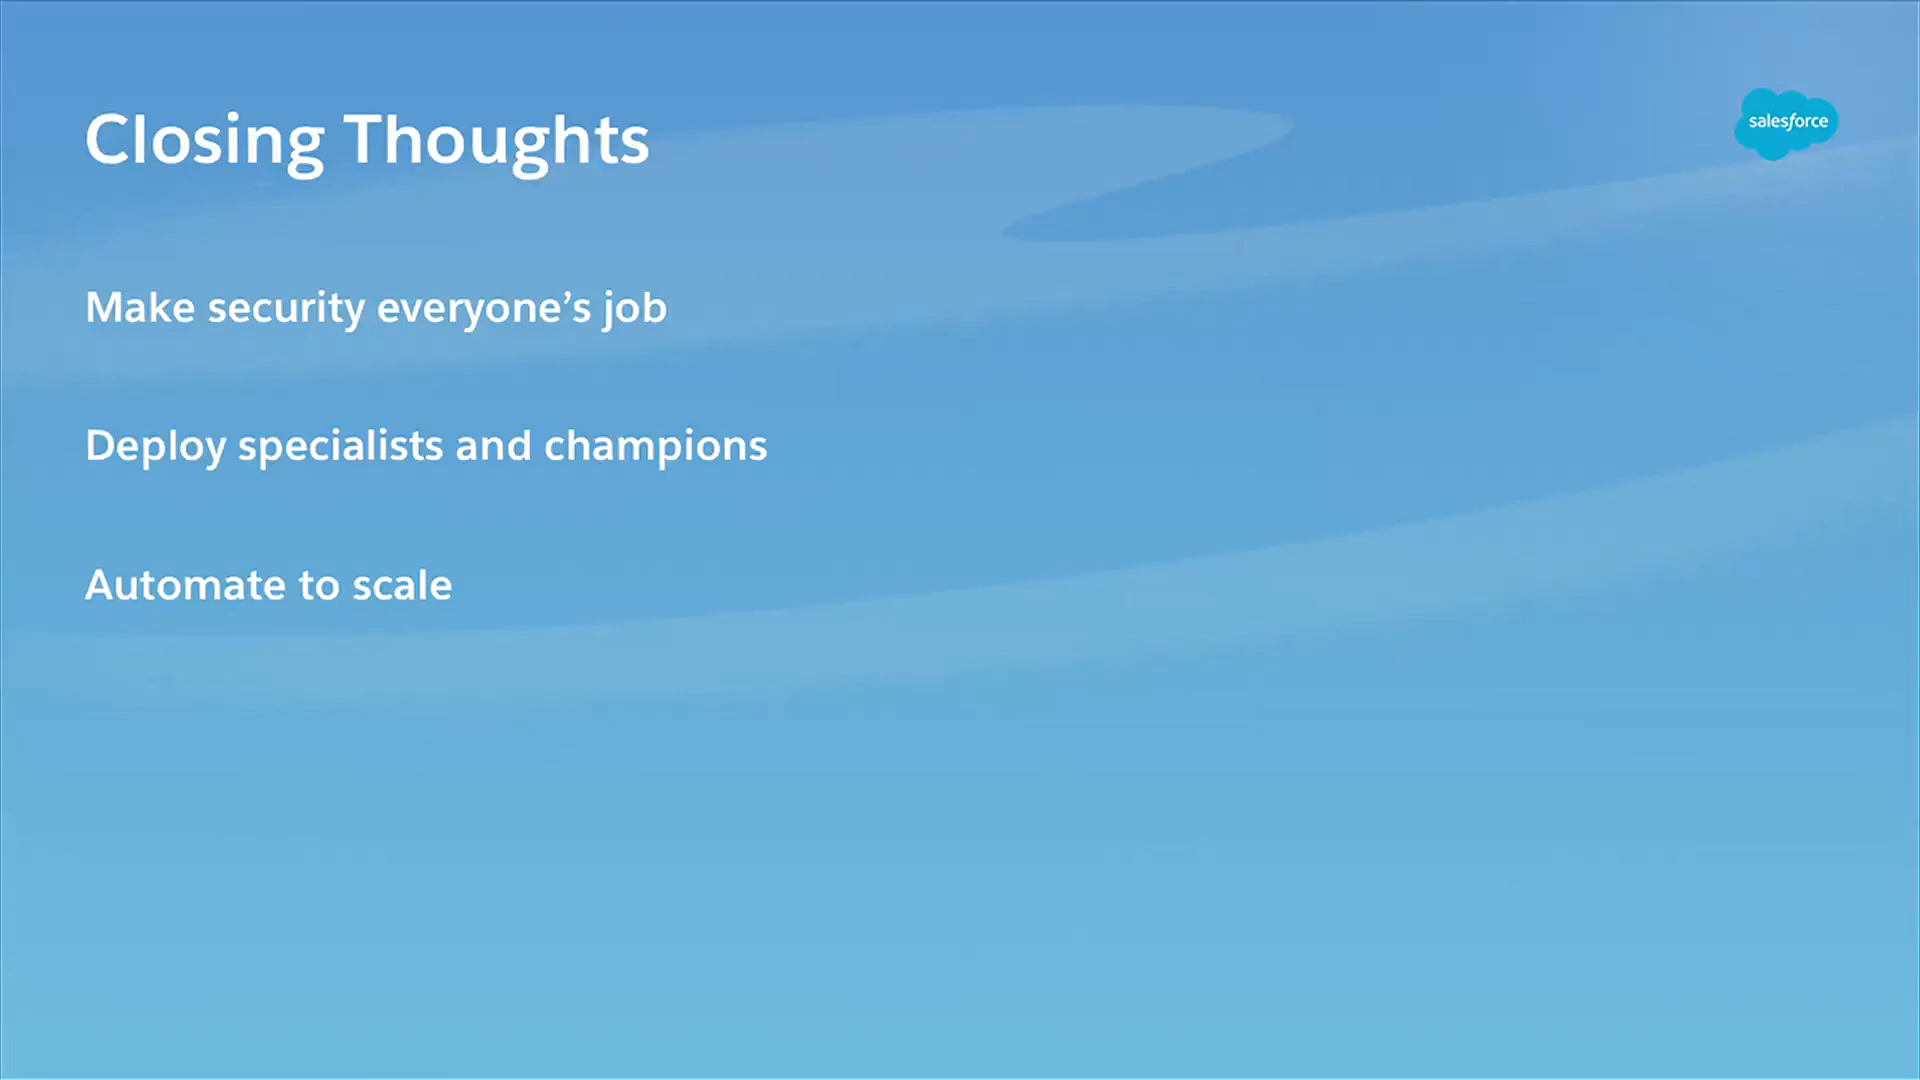 Closing Thoughts
salesforce
Make security everyone’s job
Deploy specialists and champions
Automate to scale